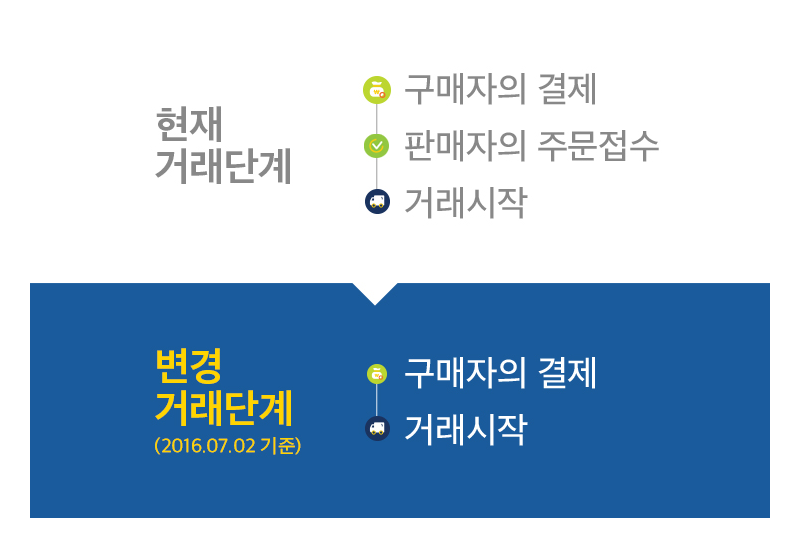 현재
거래단계
구매자의 결제
판매자의 주문접수
거래시작
변경
거래단계
(2016.07.02 기준)
구매자의 결제
거래시작